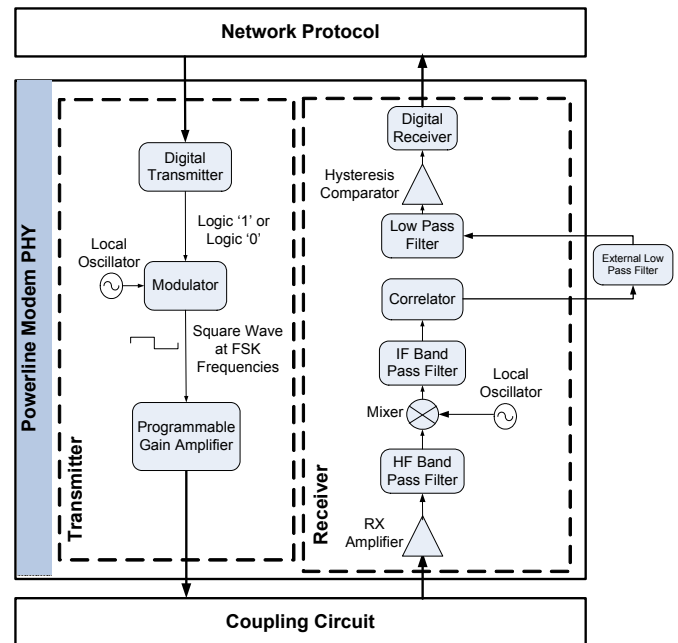 Network Protocol
Powerline Modem PHY
Transmitter
Digital
Transmitter
Logic ‘1’ or
Logic ‘0’
Local
Oscillator
Modulator
Square Wave
at FSK
Frequencies
Programmable
Gain Amplifier
Receiver
Digital
Receiver
Hysteresis
Comparator
Low Pass
Filter
External Low
Pass Filter
Correlator
IF Band
Pass Filter
Local
Oscillator
Mixer
HF Band
Pass Filter
RX
Amplifier
Coupling Circuit